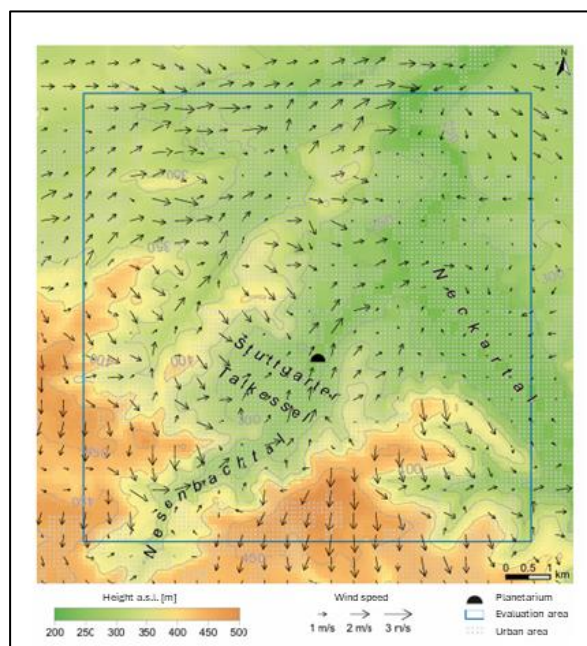 N
Neckartal
Stuttgarter
Talkessel
Nesenbachtal
0 0.5 1
km
Height a.s.l. [m]
200 250 300 350 400 450 500
Wind speed
1 m/s 2 m/s 3 m/s
Planetarium
Evaluation area
Urban area